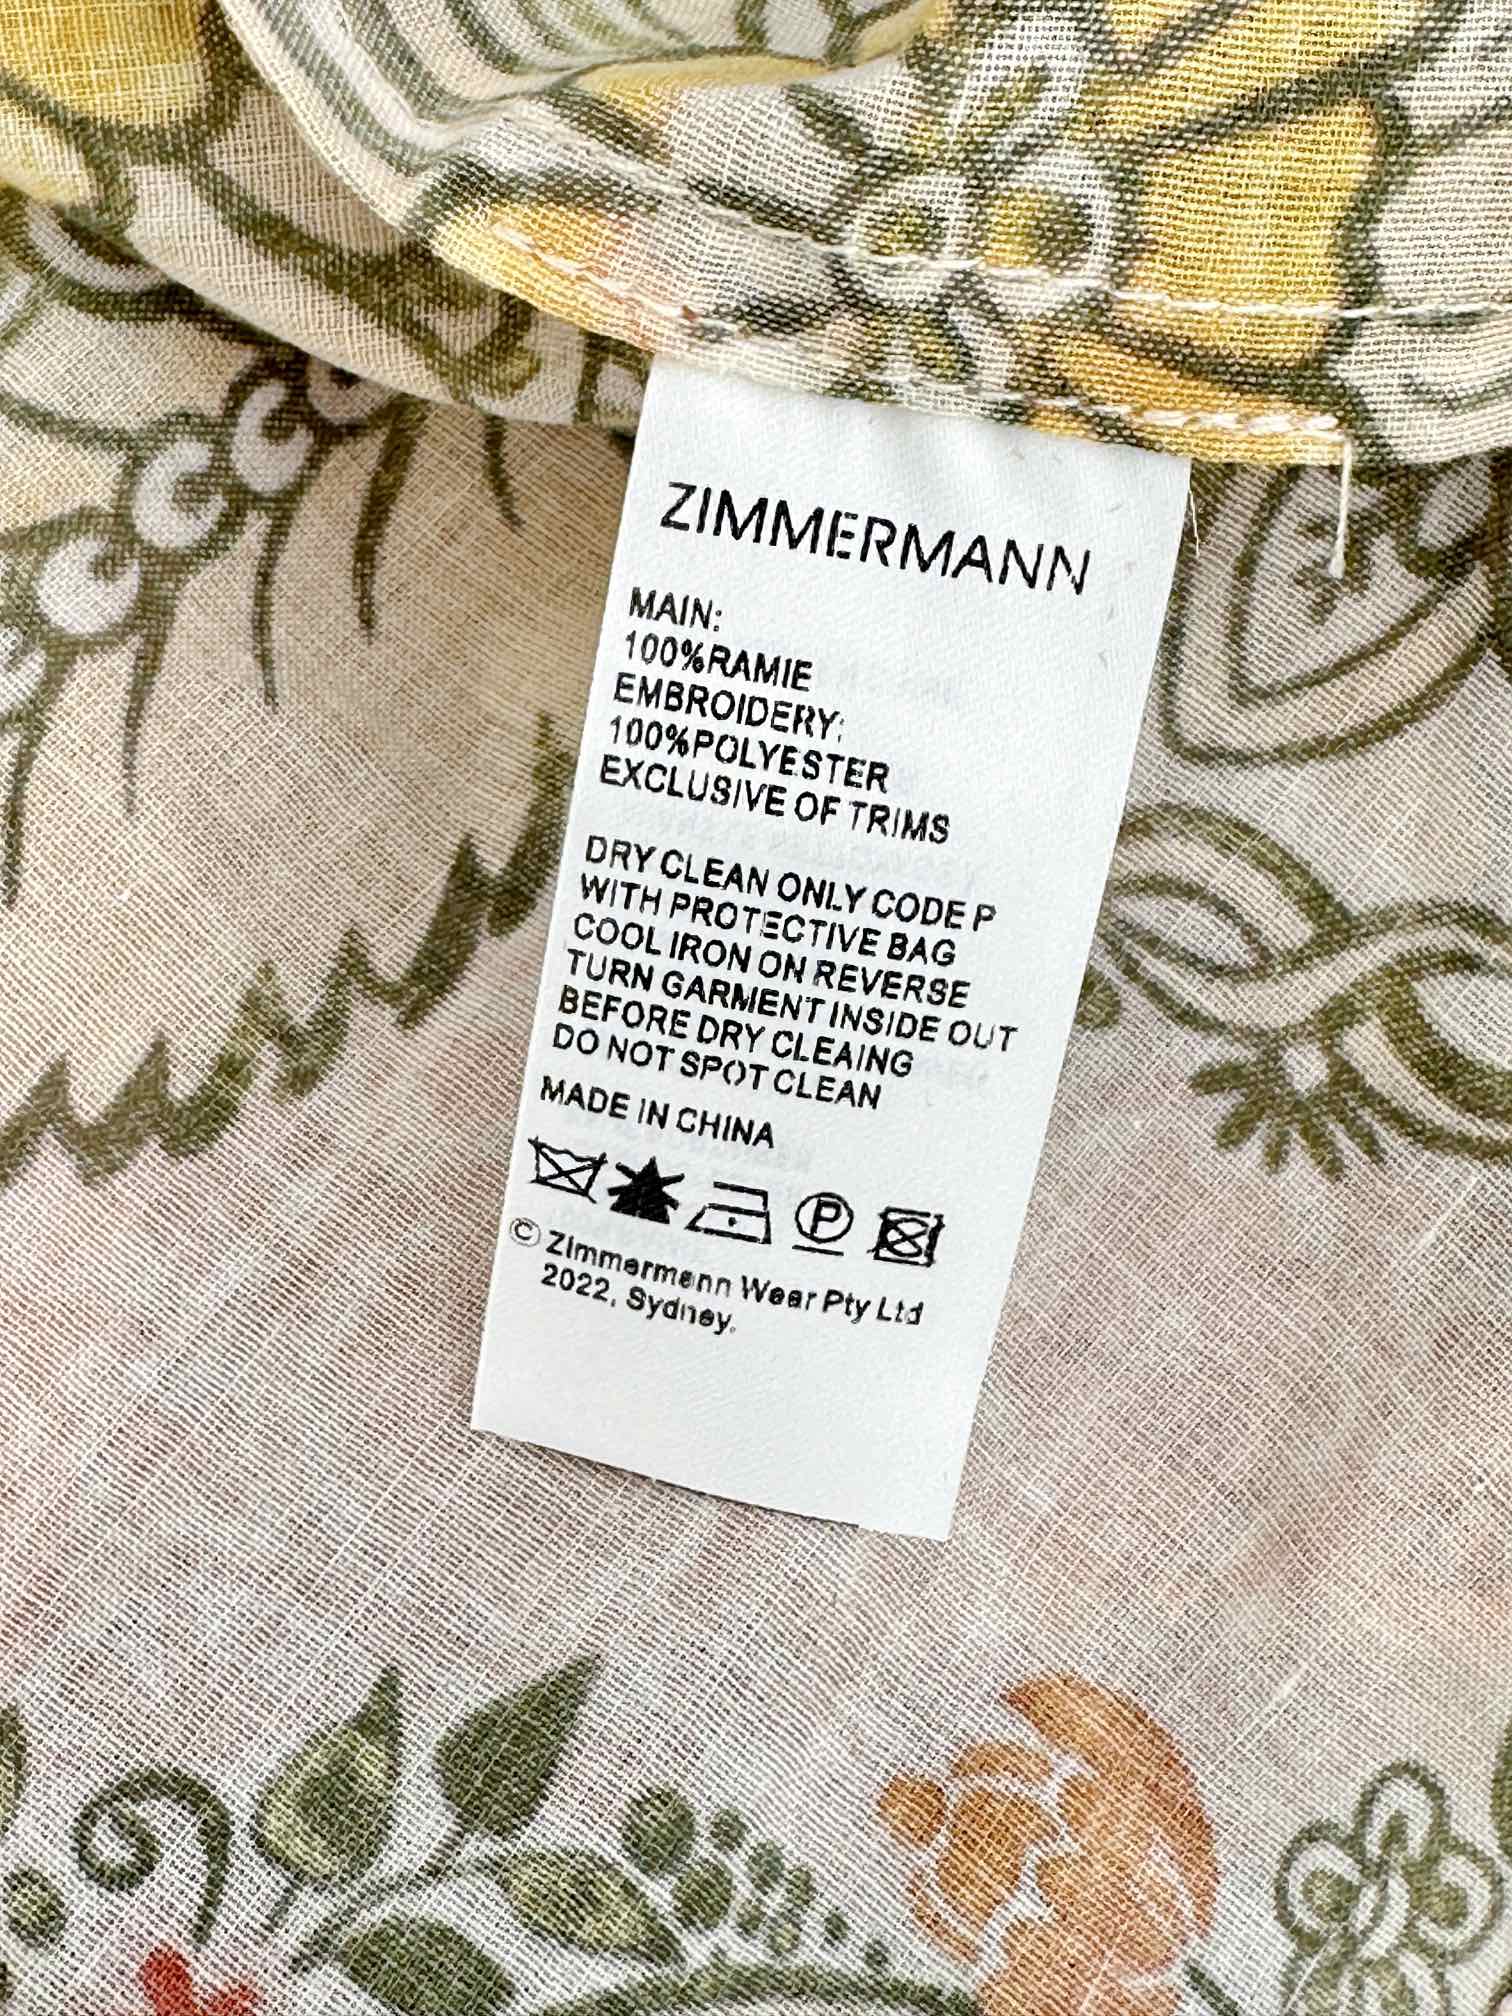 ZIMMERMANN
MAIN:
100%RAMIE
EMBROIDERY:
100%POLYESTER
EXCLUSIVE OF TRIMS
DRY CLEAN ONLY CODE P
WITH PROTECTIVE BAG
COOL IRON ON REVERSE
TURN GARMENT INSIDE OUT
BEFORE DRY CLEAING
DO NOT SPOT CLEAN
MADE IN CHINA
P
© Zimmermann Wear Pty Ltd
2022, Sydney.